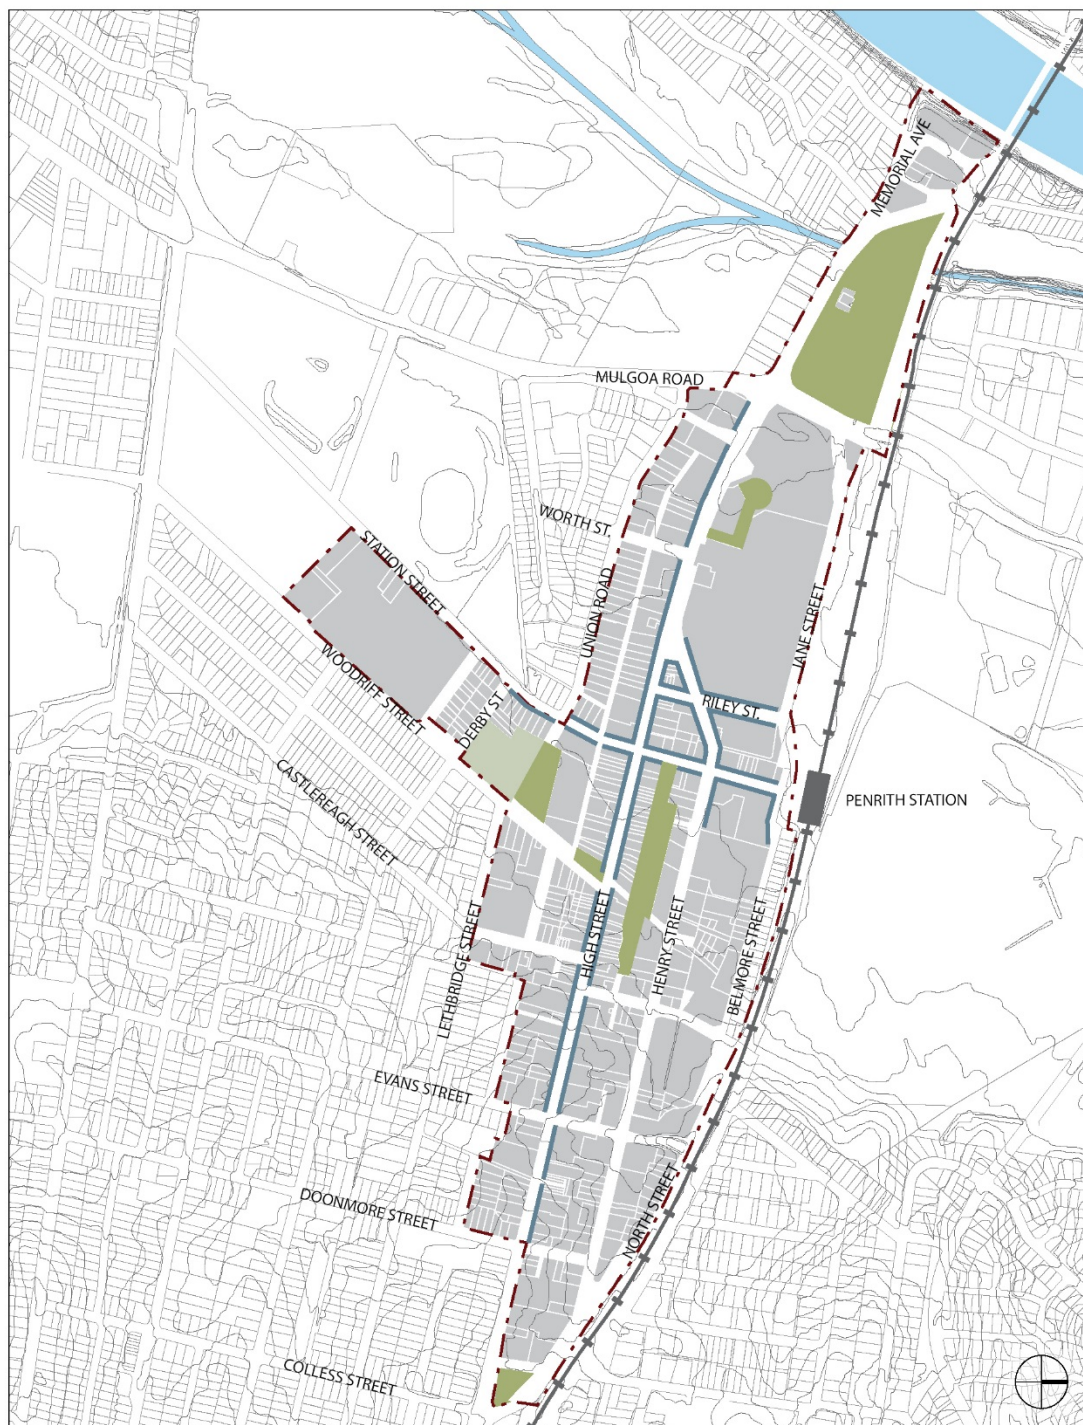 MEMORIAL AVE
MULGOA ROAD
WORTH ST.
STATION STREET
UNION ROAD
JANE STREET
WOODRIFF STREET
DERBY ST
RILEY ST.
CASTLEREAGH STREET
PENRITH STATION
LETHBRIDGE STREET
HIGH STREET
HENRY STREET
BELMORE STREET
EVANS STREET
DOONMORE STREET
NORTH STREET
COLLESS STREET